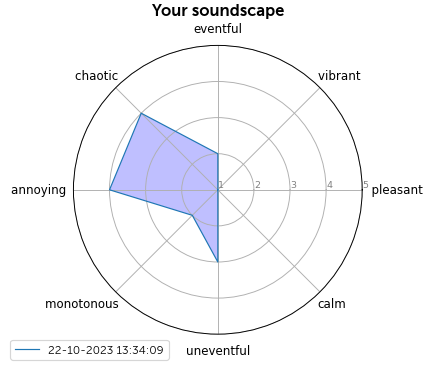 Your soundscape
eventful
chaotic
vibrant
annoying
1 2 3 4 5
pleasant
monotonous
calm
uneventful
22-10-2023 13:34:09